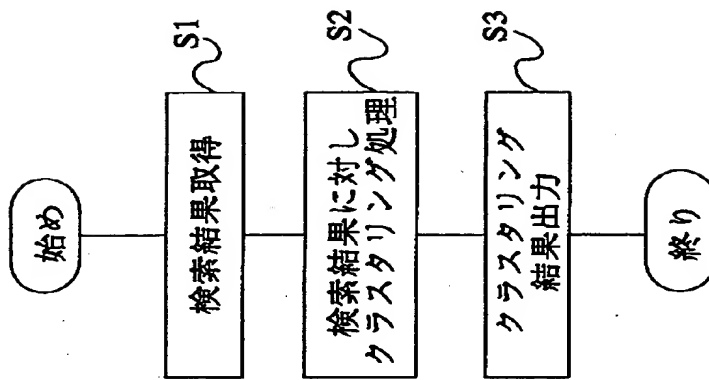 始め
検索結果取得
S1
検索結果に対し
クラスタリング処理
S2
クラスタリング
結果出力
S3
終り